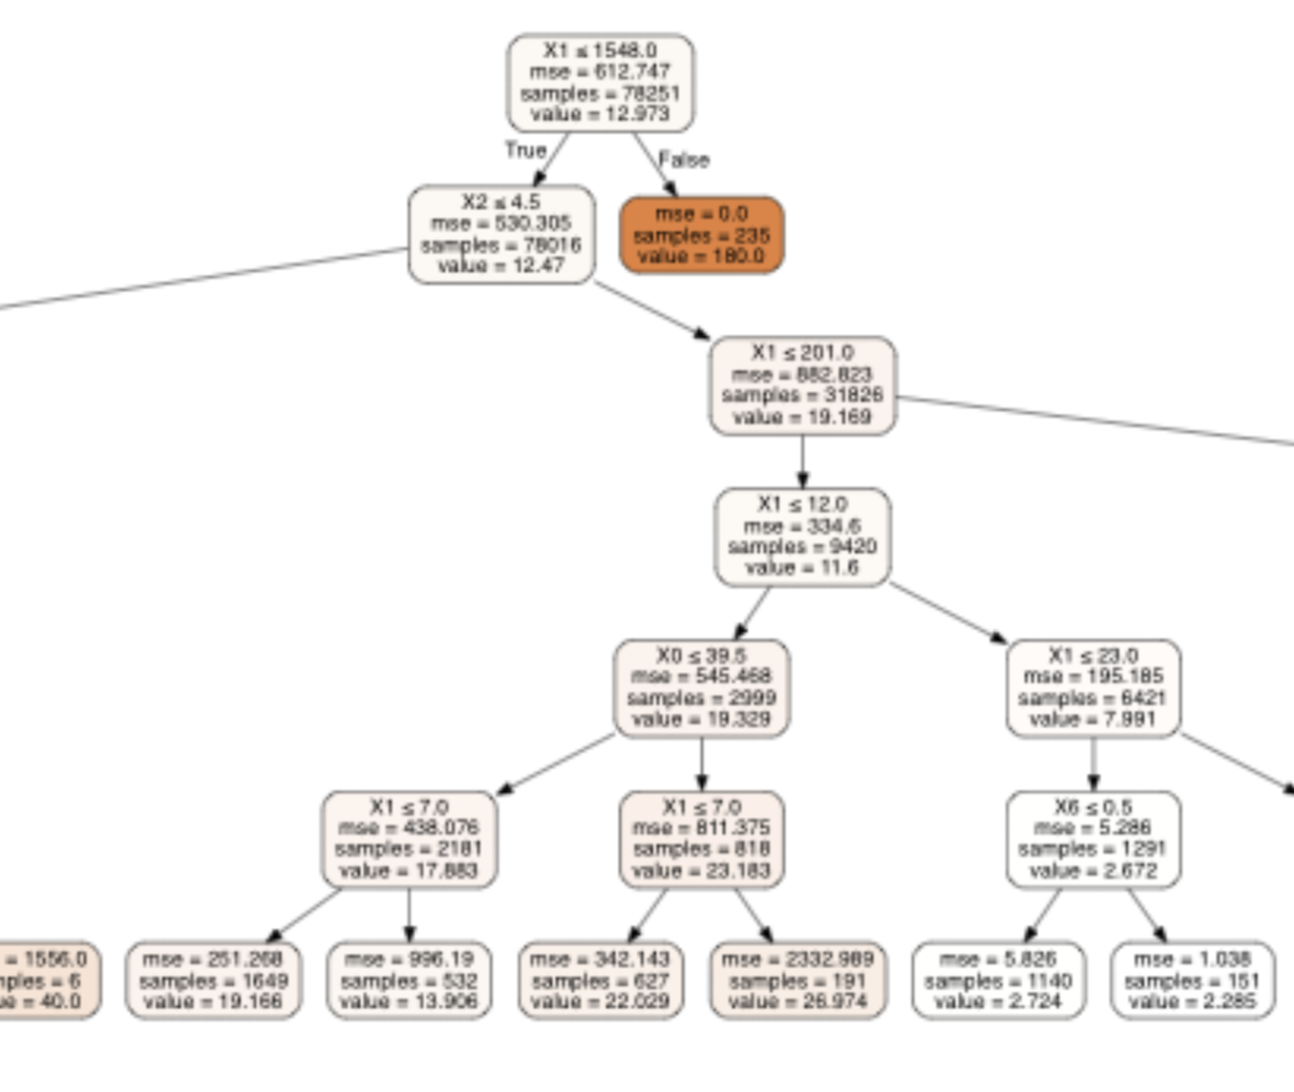 X1 ≤ 1548.0
mse = 612.747
samples = 78251
value = 12.973
True
False
X2 ≤ 4.5
mse = 530.305
samples = 78016
value = 12.47
mse = 0.0
samples = 235
value = 180.0
X1 ≤ 201.0
mse = 882.823
samples = 31826
value = 19.169
X1 ≤ 12.0
mse = 334.6
samples = 9420
value = 11.6
X0 ≤ 39.5
mse = 545.468
samples = 2999
value = 19.329
X1 ≤ 23.0
mse = 195.185
samples = 6421
value = 7.991
X1 ≤ 7.0
mse = 438.076
samples = 2181
value = 17.883
X1 ≤ 7.0
mse = 811.375
samples = 818
value = 23.183
X6 ≤ 0.5
mse = 5.286
samples = 1291
value = 2.672
= 1556.0
nples = 6
ue = 40.0
mse = 251.268
samples = 1649
value = 19.166
mse = 996.19
samples = 532
value = 13.906
mse = 342.143
samples = 627
value = 22.029
mse = 2332.989
samples = 191
value = 26.974
mse = 5.826
samples = 1140
value = 2.724
mse = 1.038
samples = 151
value = 2.285